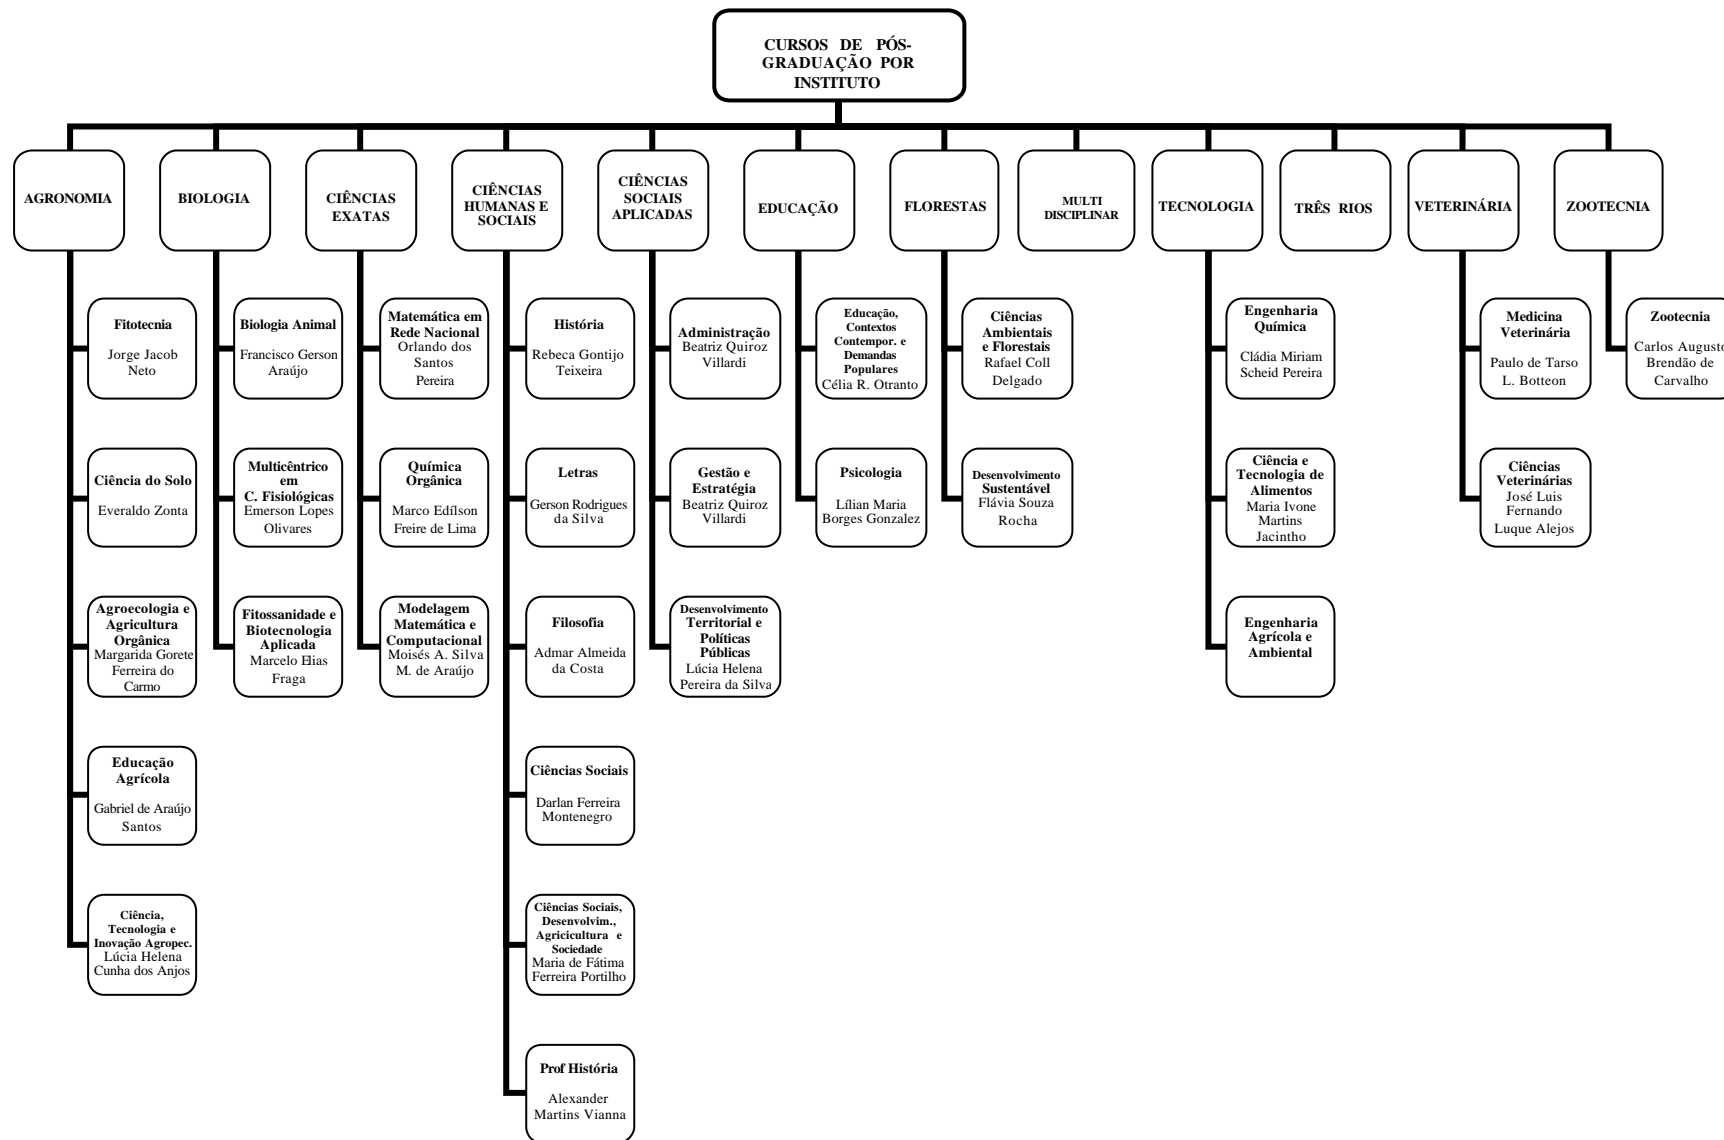 CURSOS DE PÓS-
GRADUAÇÃO POR
INSTITUTO
AGRONOMIA
BIOLOGIA
CIÊNCIAS
EXATAS
CIÊNCIAS
HUMANAS E
SOCIAIS
CIÊNCIAS
SOCIAIS
APLICADAS
EDUCAÇÃO
FLORESTAS
MULTI
DISCIPLINAR
TECNOLOGIA
TRÊS RIOS
VETERINÁRIA
ZOOTECNIA
Fitotecnia
Jorge Jacob
Neto
Biologia Animal
Francisco Gerson
Araújo
Matemática em
Rede Nacional
Orlando dos
Santos
Pereira
História
Rebeca Gontijo
Teixeira
Administração
Beatriz Quiroz
Villardi
Educação,
Contextos
Contempor. e
Demandas
Populares
Célia R. Otranto
Ciências
Ambientais
e Florestais
Rafael Coll
Delgado
Engenharia
Química
Cládia Miriam
Scheid Pereira
Medicina
Veterinária
Paulo de Tarso
L. Botteon
Zootecnia
Carlos Augusto
Brendão de
Carvalho
Ciência do Solo
Everaldo Zonta
Multicêntrico
em
C. Fisiológicas
Emerson Lopes
Olivares
Química
Orgânica
Marco Edílson
Freire de Lima
Letras
Gerson Rodrigues
da Silva
Gestão e
Estratégia
Beatriz Quiroz
Villardi
Psicologia
Lílian Maria
Borges Gonzalez
Desenvolvimento
Sustentável
Flávia Souza
Rocha
Ciência e
Tecnologia de
Alimentos
Maria Ivone
Martins
Jacintho
Ciências
Veterinárias
José Luis
Fernando
Luque Alejos
Agroecologia e
Agricultura
Orgânica
Margarida Gorete
Ferreira do
Carmo
Fitossanidade e
Biotecnologia
Aplicada
Marcelo Elias
Fraga
Modelagem
Matemática e
Computacional
Moisés A. Silva
M. de Araújo
Filosofia
Admar Almeida
da Costa
Desenvolvimento
Territorial e
Políticas
Públicas
Lúcia Helena
Pereira da Silva
Engenharia
Agrícola e
Ambiental
Educação
Agrícola
Gabriel de Araújo
Santos
Ciências Sociais
Darlan Ferreira
Montenegro
Ciência,
Tecnologia e
Inovação Agropec.
Lúcia Helena
Cunha dos Anjos
Ciências Sociais,
Desenvolvim.,
Agricicultura e
Sociedade
Maria de Fátima
Ferreira Portilho
Prof História
Alexander
Martins Vianna